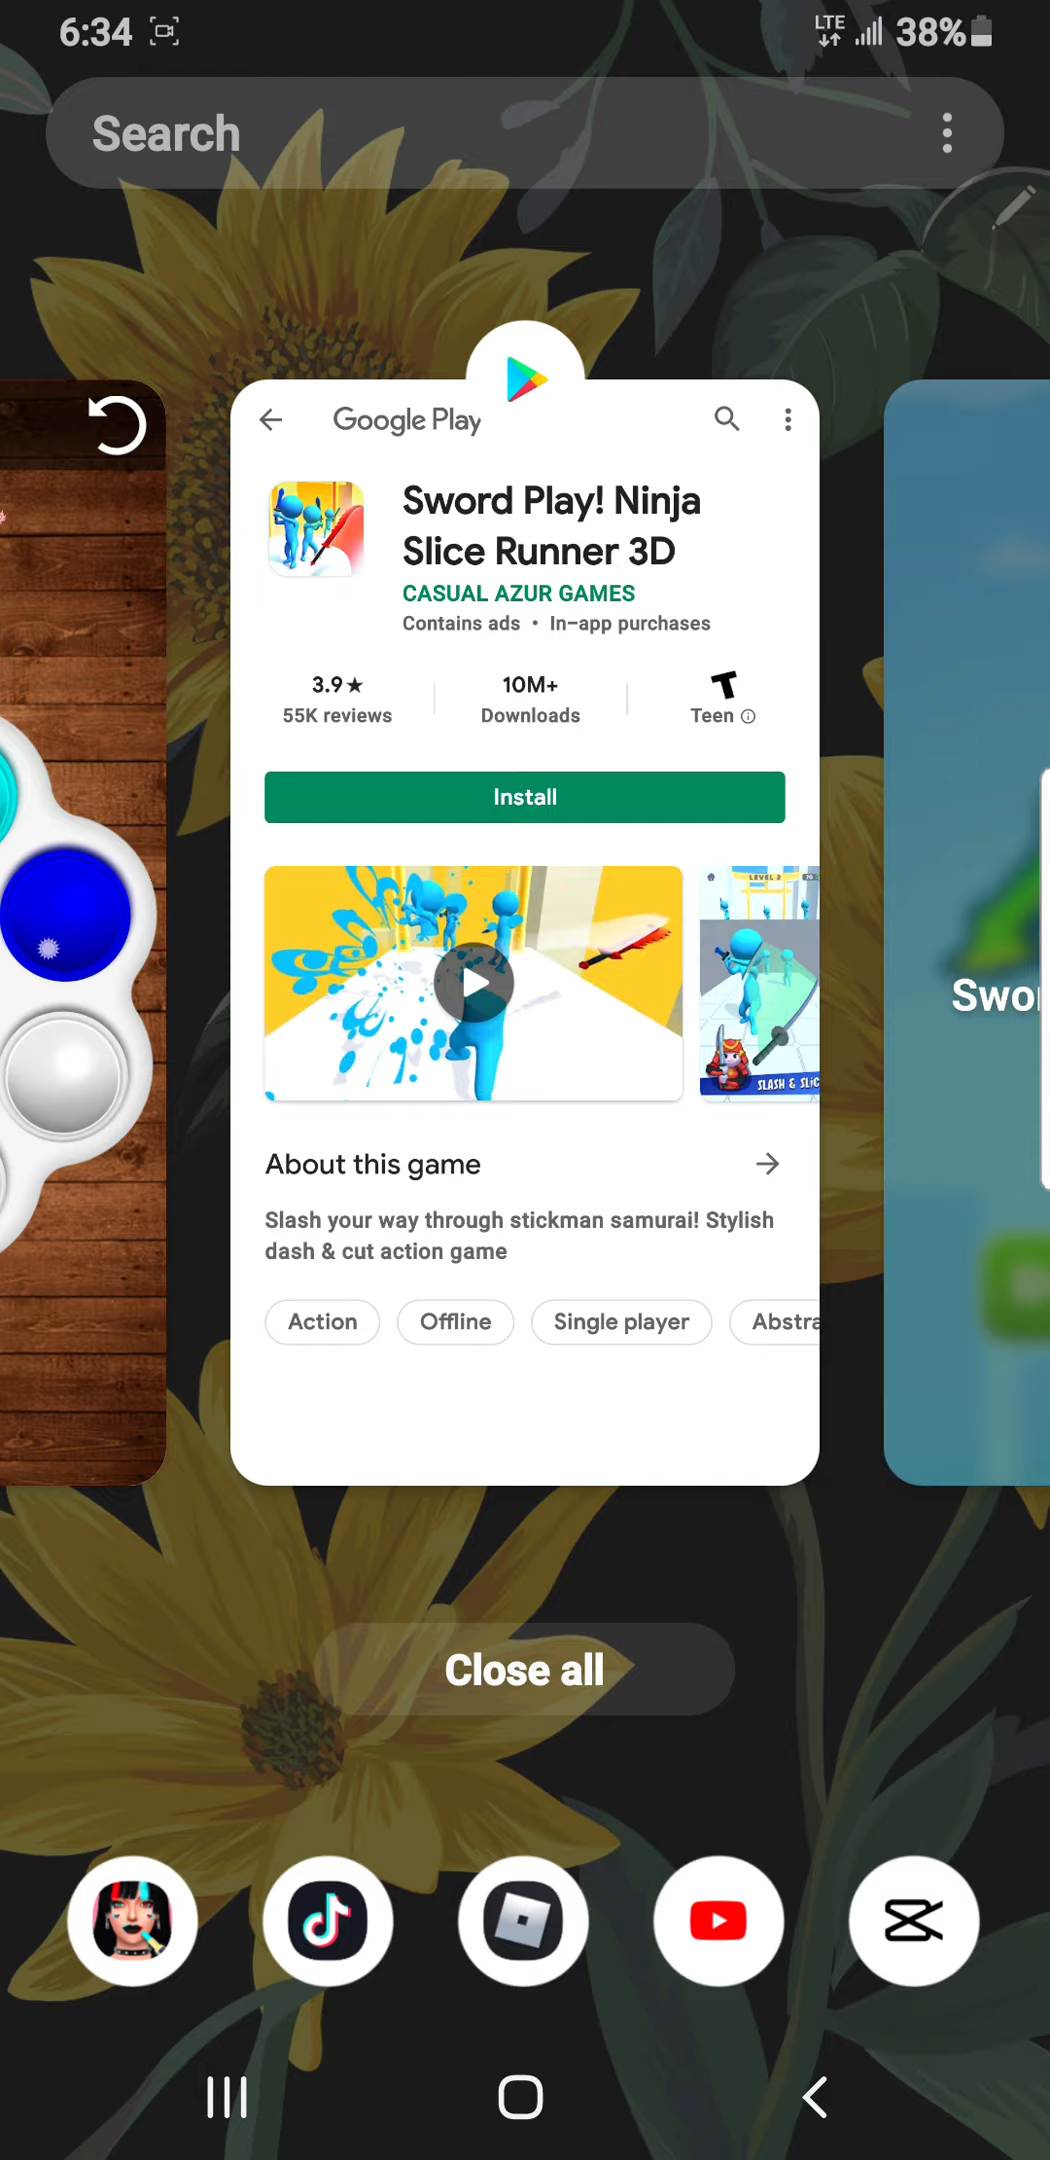 6:34
LTE
38%
Search
Google Play
Sword Play! Ninja
Slice Runner 3D
CASUAL AZUR GAMES
Contains ads • In-app purchases
3.9★
55K reviews
10M+
Downloads
T
Teen
Install
LEVEL 2
SLASH & SLIC
Swor
About this game
Slash your way through stickman samurai! Stylish
dash & cut action game
Action
Offline
Single player
Abstra
Close all